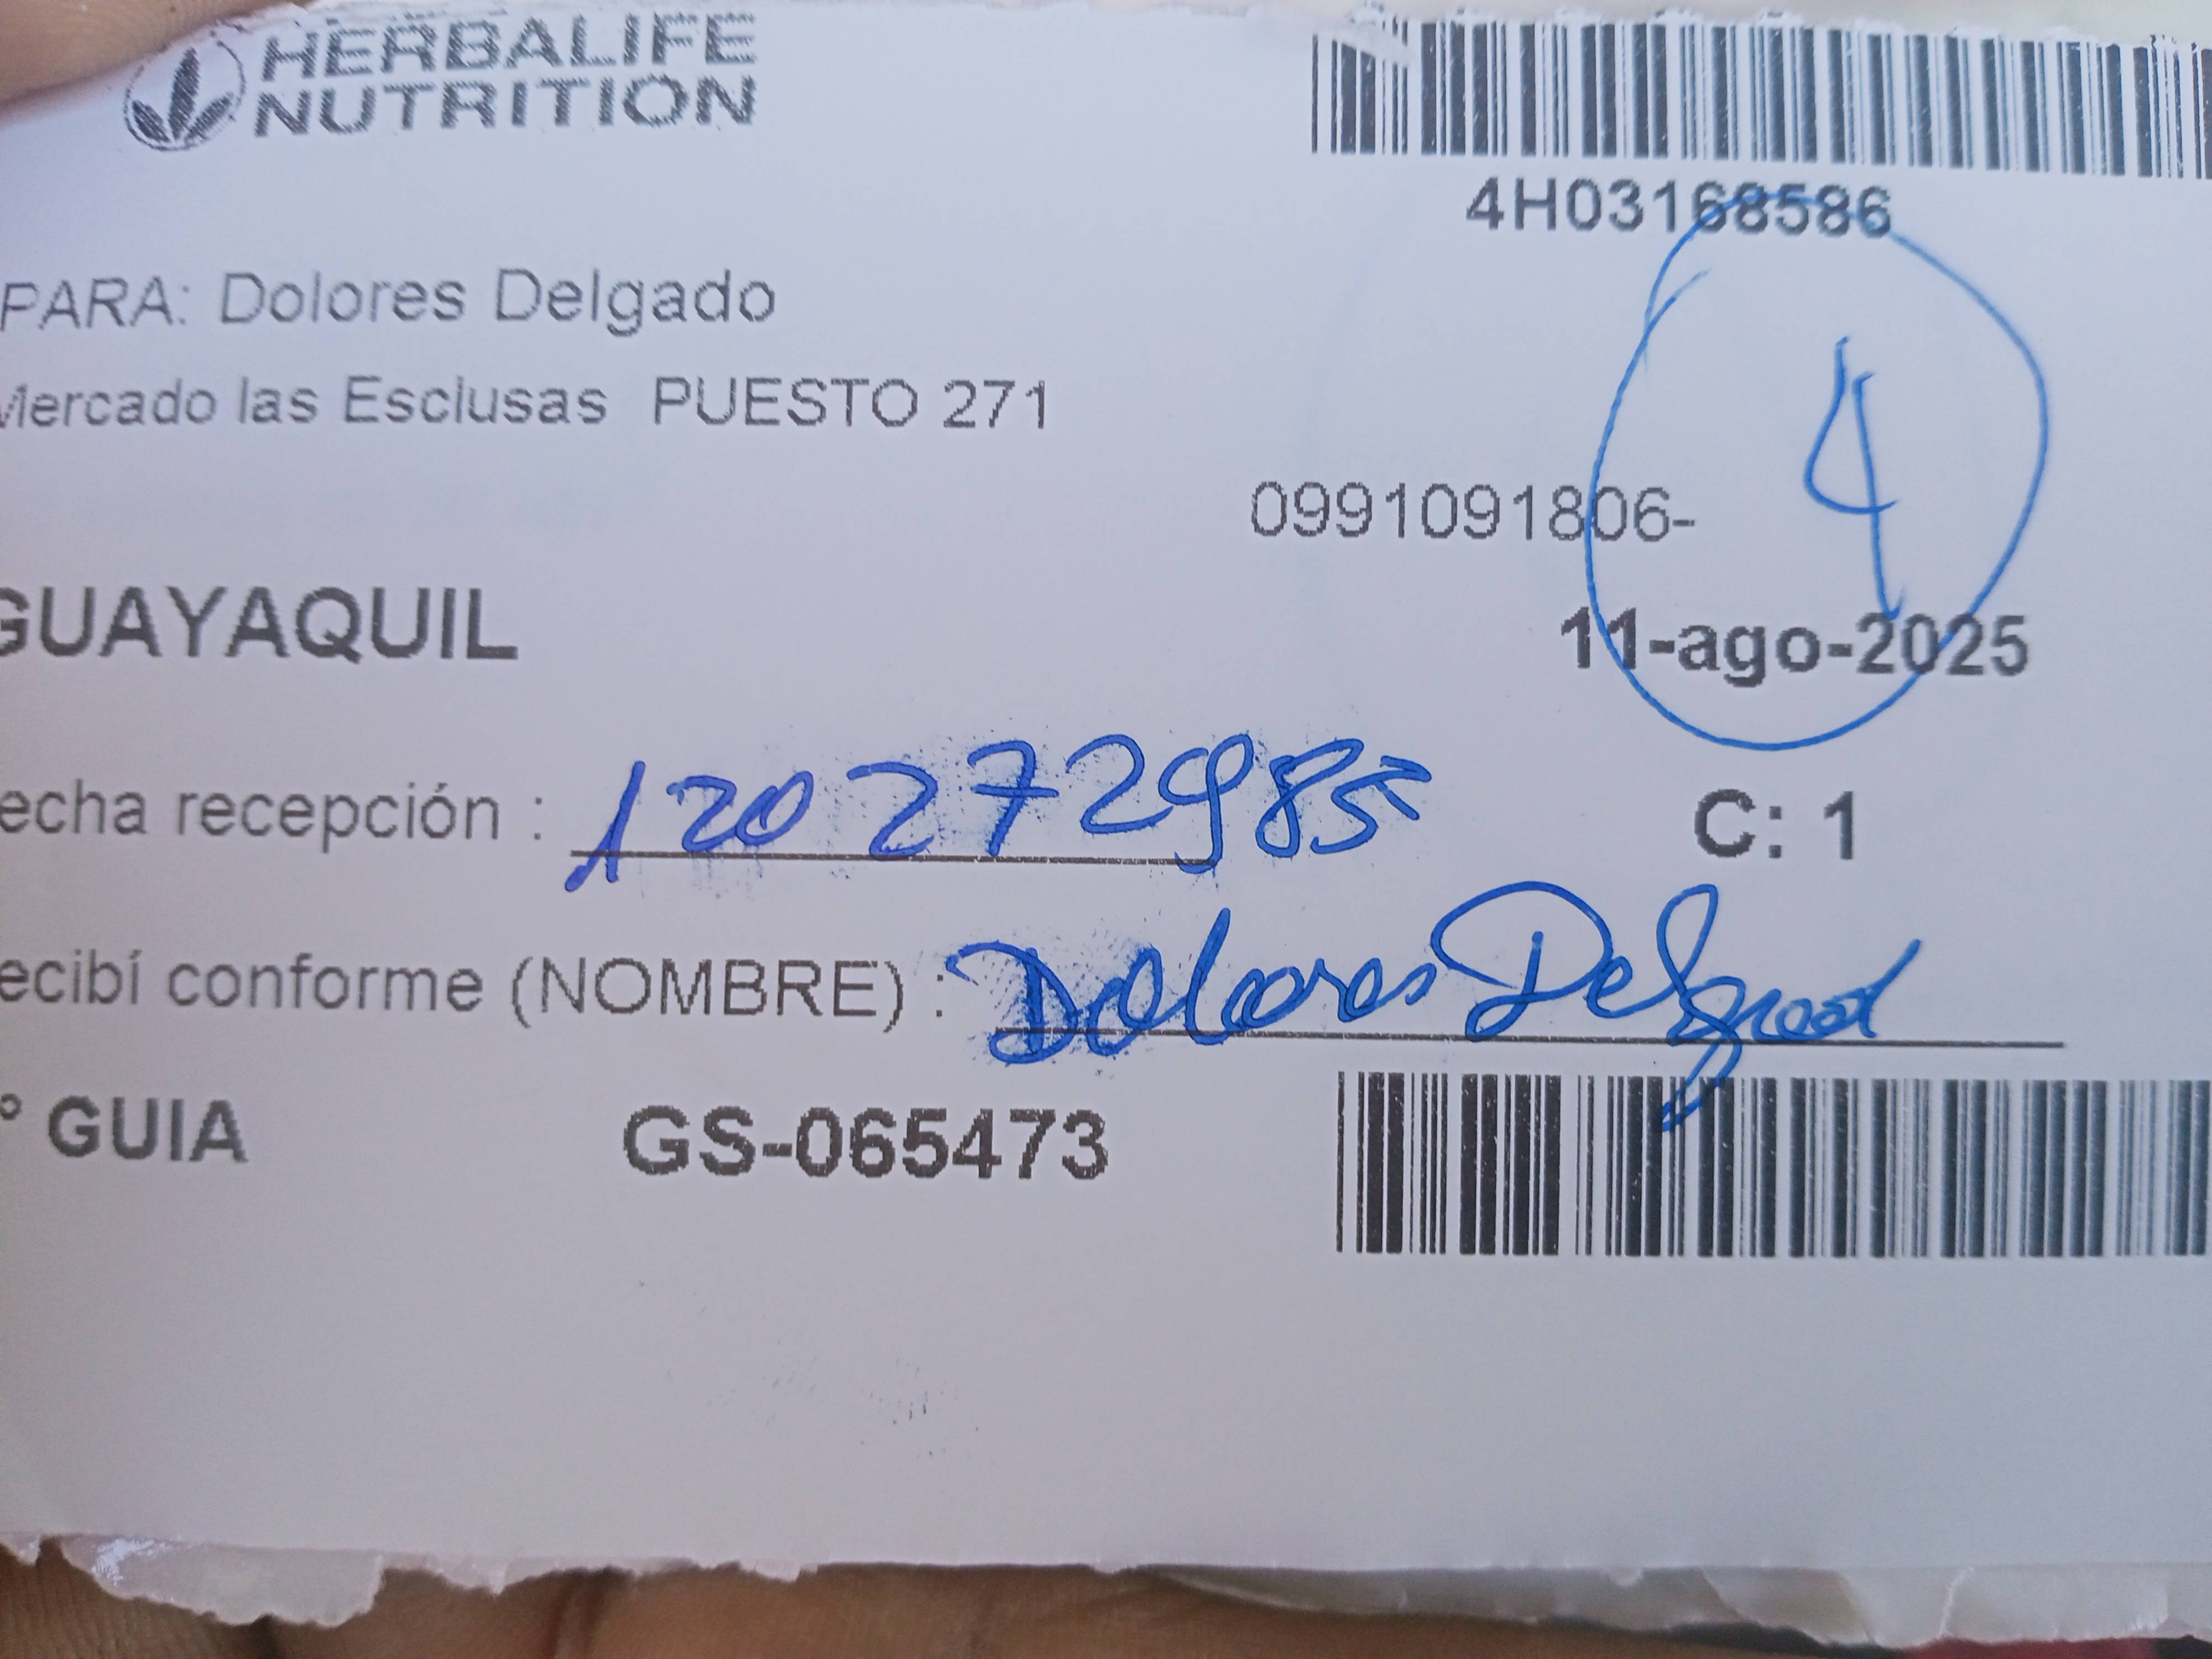 HERBALIFE
NUTRITION
4H03168586
PARA: Dolores Delgado
Mercado las Esclusas PUESTO 271
4
0991091806-
GUAYAQUIL
11-ago-2025
echa recepción : 120272985
C: 1
ecibí conforme (NOMBRE) : Dolores Delgad
° GUIA GS-065473